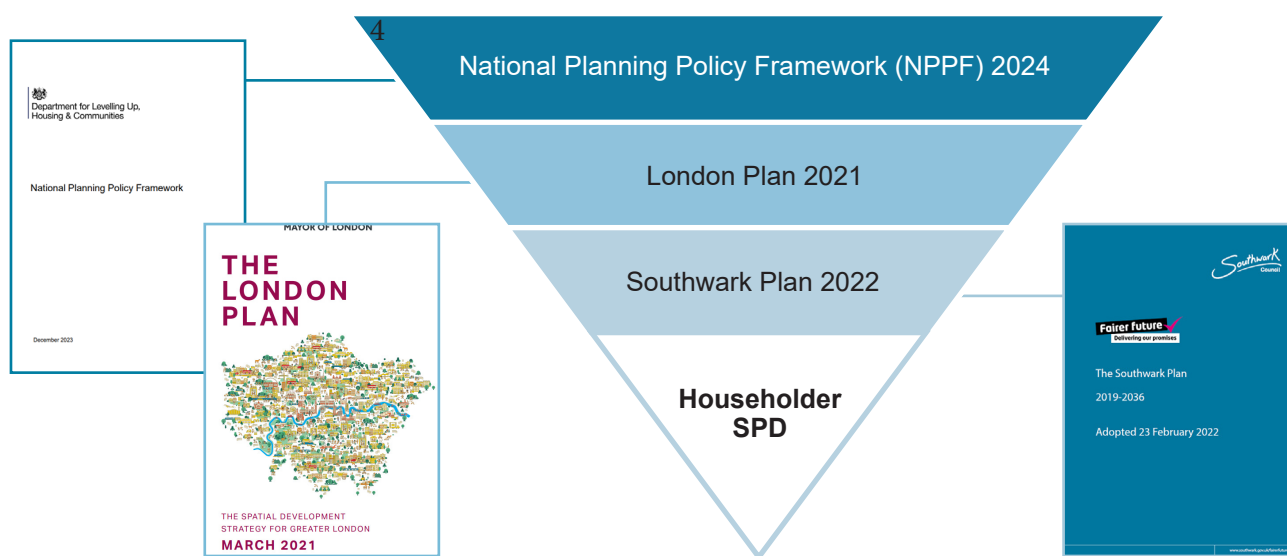 4
National Planning Policy Framework (NPPF) 2024
London Plan 2021
Southwark Plan 2022
Householder
SPD
Department for Levelling Up,
Housing & Communities
National Planning Policy Framework
December 2023
MAYOR OF LONDON
THE
LONDON
PLAN
THE SPATIAL DEVELOPMENT
STRATEGY FOR GREATER LONDON
MARCH 2021
Southwark
Council
Fairer future
Delivering our promises
The Southwark Plan
2019-2036
Adopted 23 February 2022